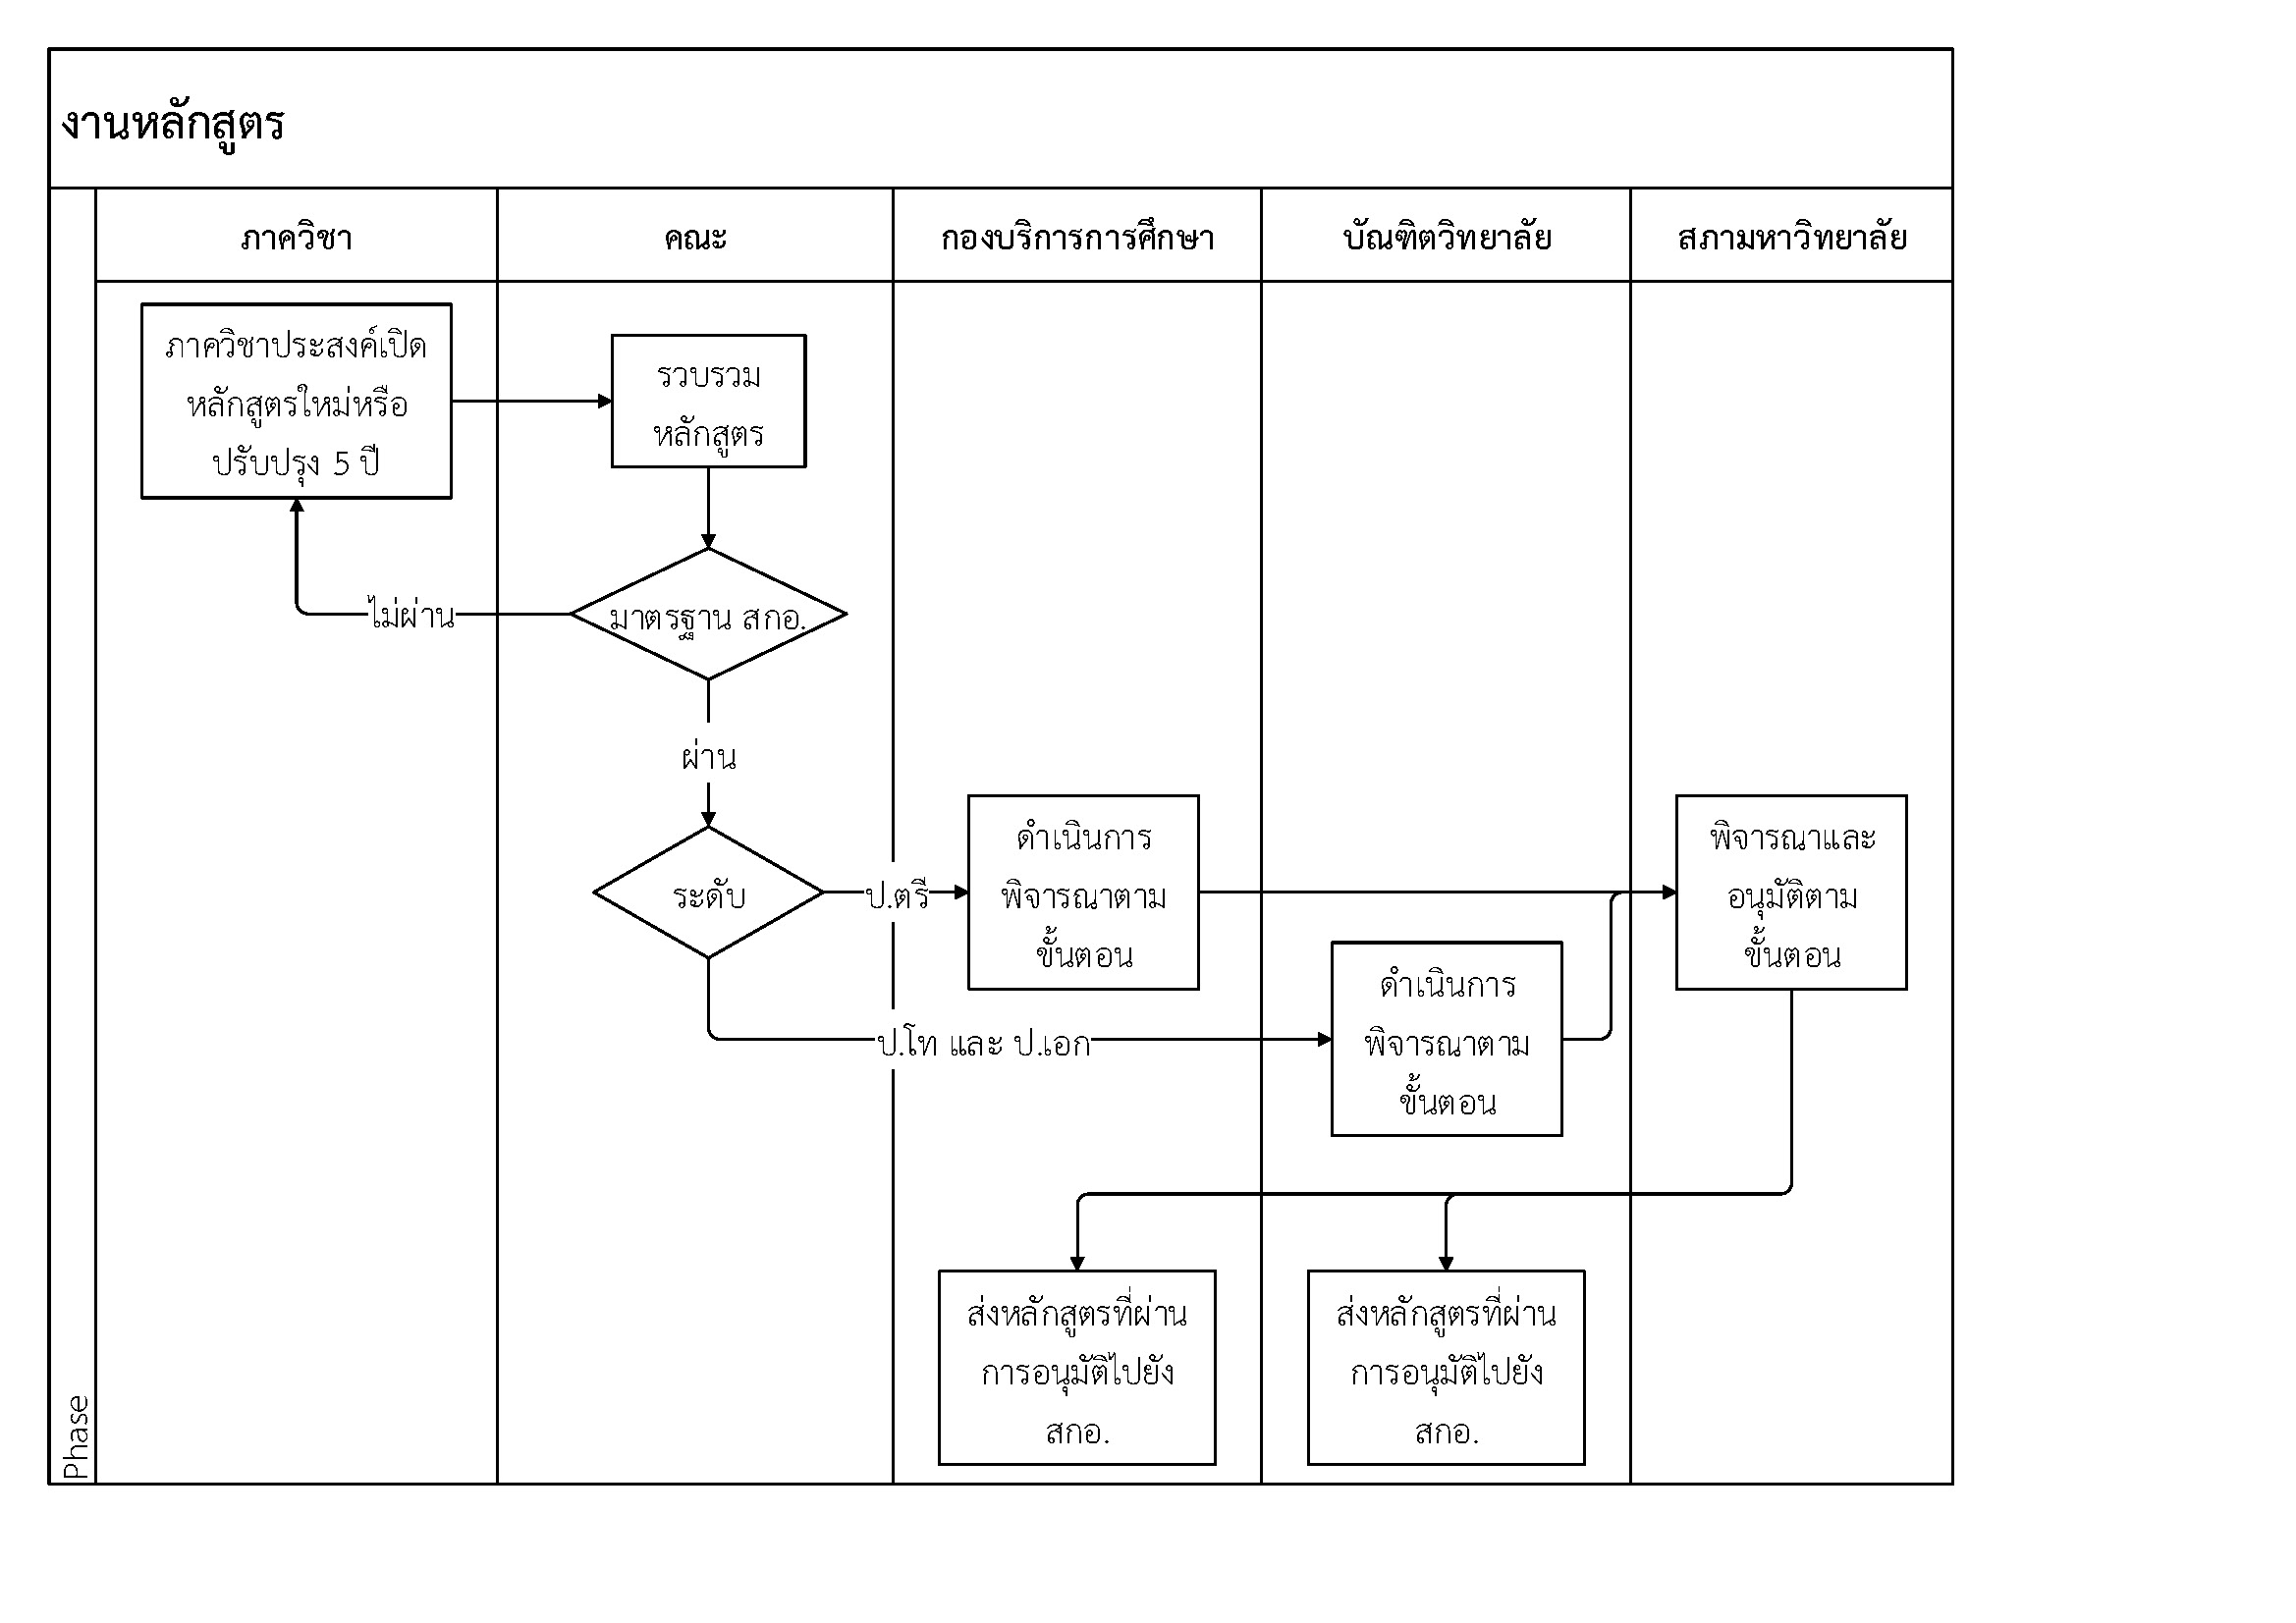 งานหลักสูตร
ภาควิชา
คณะ
กองบริการการศึกษา
บัณฑิตวิทยาลัย
สภามหาวิทยาลัย
ภาควิชาประสงค์เปิด
หลักสูตรใหม่หรือ
ปรับปรุง 5 ปี
รวบรวม
หลักสูตร
มาตรฐาน สกอ.
ไม่ผ่าน
ผ่าน
ระดับ
ป.ตรี
ดำเนินการ
พิจารณาตาม
ขั้นตอน
พิจารณาและ
อนุมัติตาม
ขั้นตอน
ป.โท และ ป.เอก
ดำเนินการ
พิจารณาตาม
ขั้นตอน
ส่งหลักสูตรที่ผ่าน
การอนุมัติไปยัง
สกอ.
ส่งหลักสูตรที่ผ่าน
การอนุมัติไปยัง
สกอ.
Phase